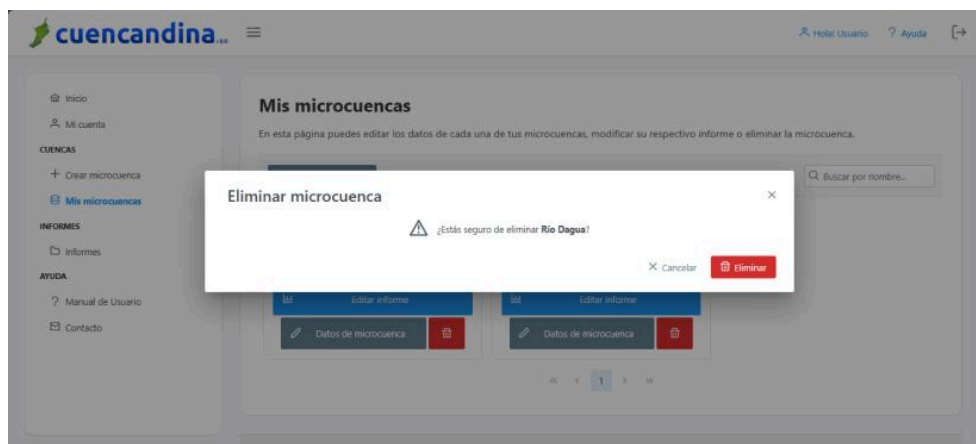 cuencandina
Hola! Usuario
Ayuda
Inicio
Mi cuenta
CUENCAS
Crear microcuenca
Mis microcuencas
INFORMES
Informes
AYUDA
Manual de Usuario
Contacto
Mis microcuencas
En esta página puedes editar los datos de cada una de tus microcuencas, modificar su respectivo informe o eliminar la microcuenca.
Buscar por nombre...
Eliminar microcuenca
¿Estás seguro de eliminar Río Dagua?
Cancelar
Eliminar
Editar informe
Editar informe
Datos de microcuenca
Datos de microcuenca
1